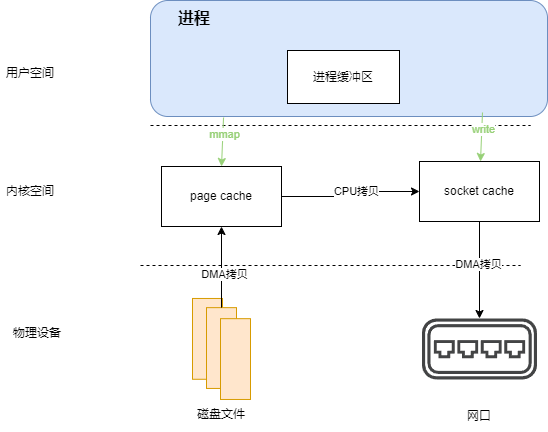 进程
用户空间
进程缓冲区
mmap
write
内核空间
page cache
CPU拷贝
socket cache
DMA拷贝
DMA拷贝
物理设备
磁盘文件
网口